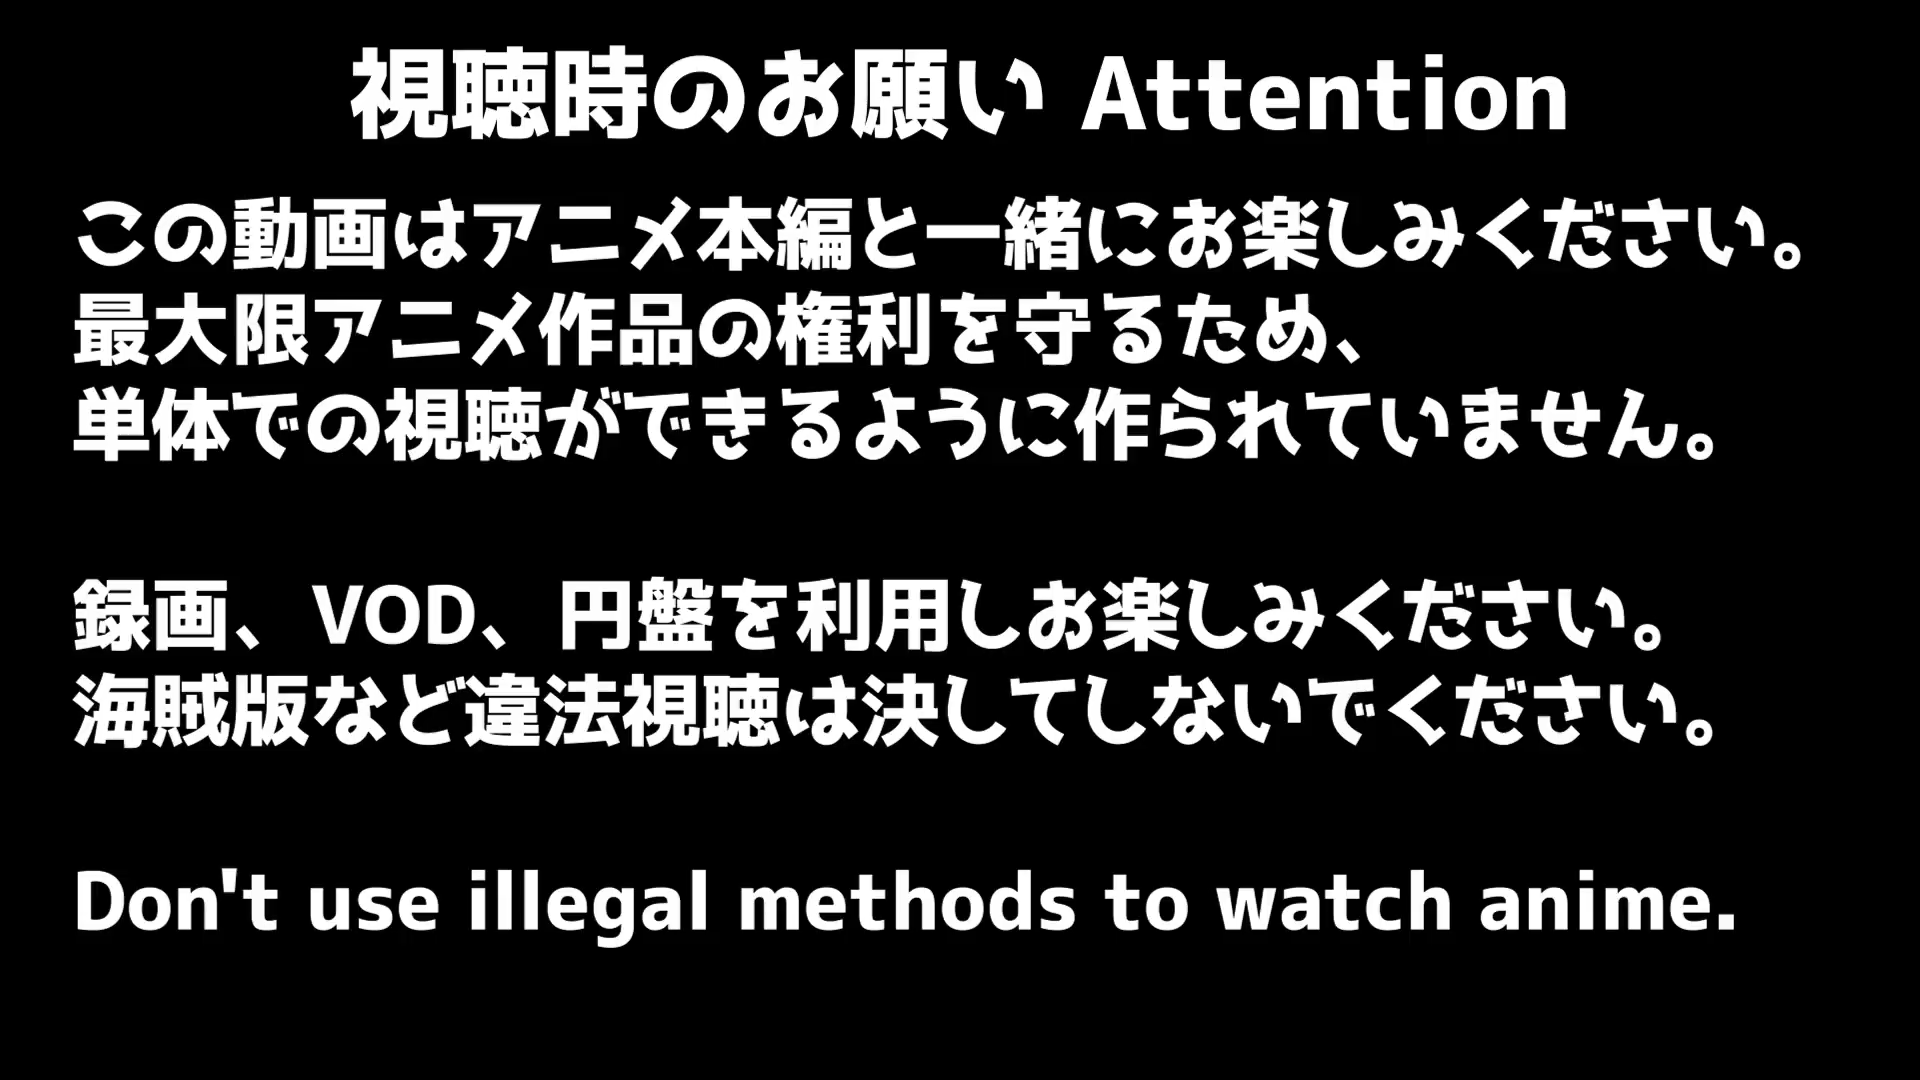 視聴時のお願い Attention
この動画はアニメ本編と一緒にお楽しみください。
最大限アニメ作品の権利を守るため、
単体での視聴ができるように作られていません。
録画、VOD、円盤を利用しお楽しみください。
海賊版など違法視聴は決してしないでください。
Don't use illegal methods to watch anime.